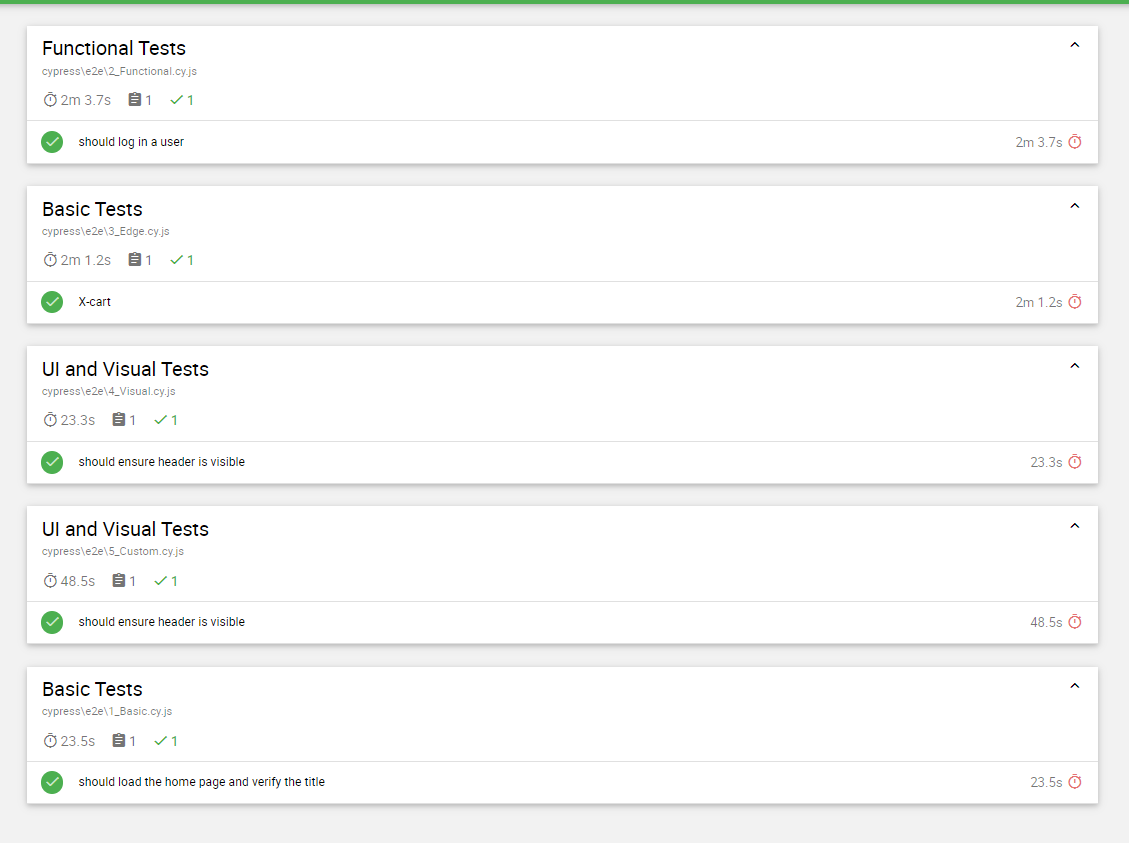 Functional Tests
cypress\e2e\2_Functional.cy.js
2m 3.7s 1 1
should log in a user 2m 3.7s
Basic Tests
cypress\e2e\3_Edge.cy.js
2m 1.2s 1 1
X-cart 2m 1.2s
UI and Visual Tests
cypress\e2e\4_Visual.cy.js
23.3s 1 1
should ensure header is visible 23.3s
UI and Visual Tests
cypress\e2e\5_Custom.cy.js
48.5s 1 1
should ensure header is visible 48.5s
Basic Tests
cypress\e2e\1_Basic.cy.js
23.5s 1 1
should load the home page and verify the title 23.5s